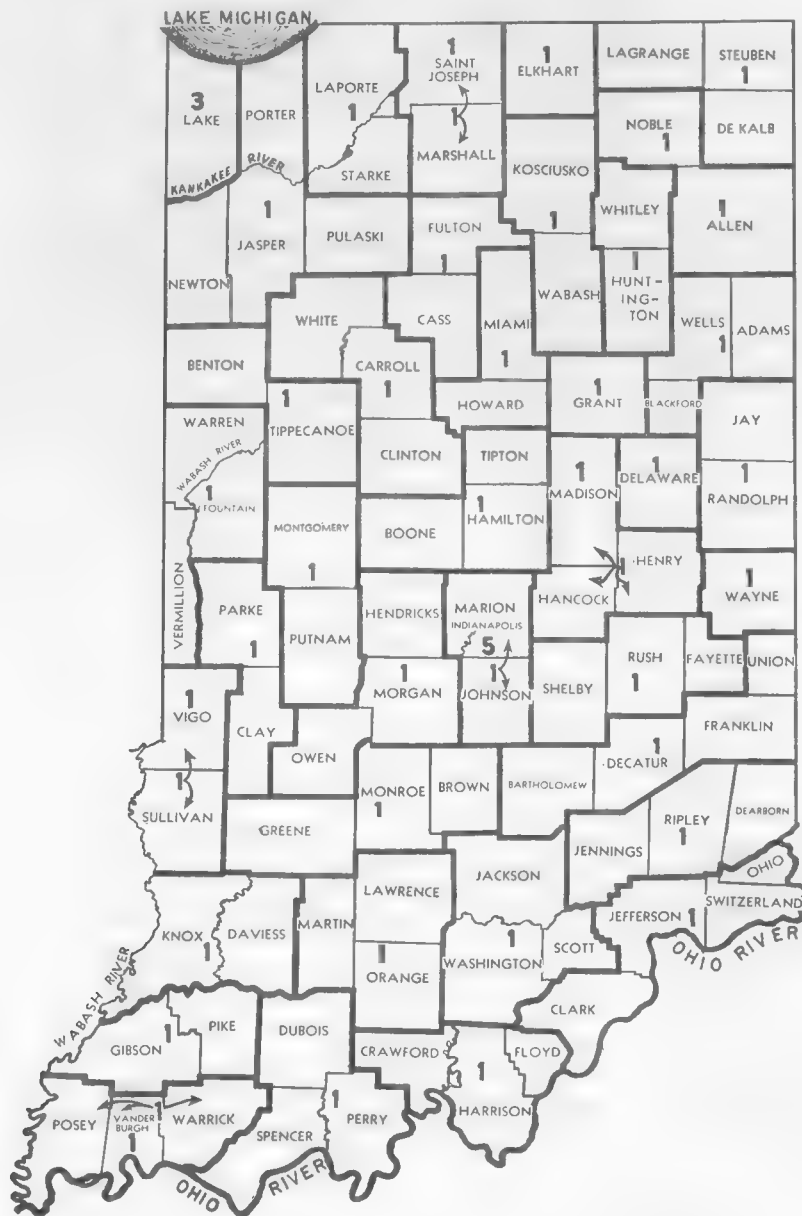 LAKE MICHIGAN
1
SAINT
JOSEPH
1
ELKHART
LAGRANGE
STEUBEN
1
LAPORTE
1
3
LAKE
PORTER
1
MARSHALL
NOBLE
1
DE KALB
KANKAKEE
RIVER
STARKE
KOSCIUSKO
1
WHITLEY
1
ALLEN
1
JASPER
PULASKI
FULTON
1
NEWTON
WABASH
1
HUNT-
ING-
TON
WHITE
CASS
MIAMI
1
WELLS
1
ADAMS
BENTON
CARROLL
1
HOWARD
1
GRANT
BLACKFORD
JAY
WARREN
1
TIPPECANOE
CLINTON
TIPTON
WABASH RIVER
1
FOUNTAIN
1
MADISON
1
DELAWARE
1
RANDOLPH
MONTGOMERY
1
BOONE
1
HAMILTON
VERMILLION
HENRY
1
HANCOCK
1
WAYNE
PARKE
1
PUTNAM
HENDRICKS
MARION
INDIANAPOLIS
5
RUSH
1
FAYETTE
UNION
1
VIGO
1
MORGAN
1
JOHNSON
SHELBY
CLAY
OWEN
FRANKLIN
1
SULLIVAN
MONROE
1
BROWN
BARTHOLOMEW
1
DECATUR
GREENE
RIPLEY
1
DEARBORN
JENNINGS
OHIO
JACKSON
LAWRENCE
SWITZERLAND
JEFFERSON
1
KNOX
1
DAVIESS
MARTIN
1
WASHINGTON
SCOTT
OHIO RIVER
1
ORANGE
WABASH RIVER
CLARK
PIKE
DUBOIS
GIBSON
1
CRAWFORD
FLOYD
1
HARRISON
POSEY
1
VANDER
BURGH
1
WARRICK
SPENCER
1
PERRY
OHIO RIVER